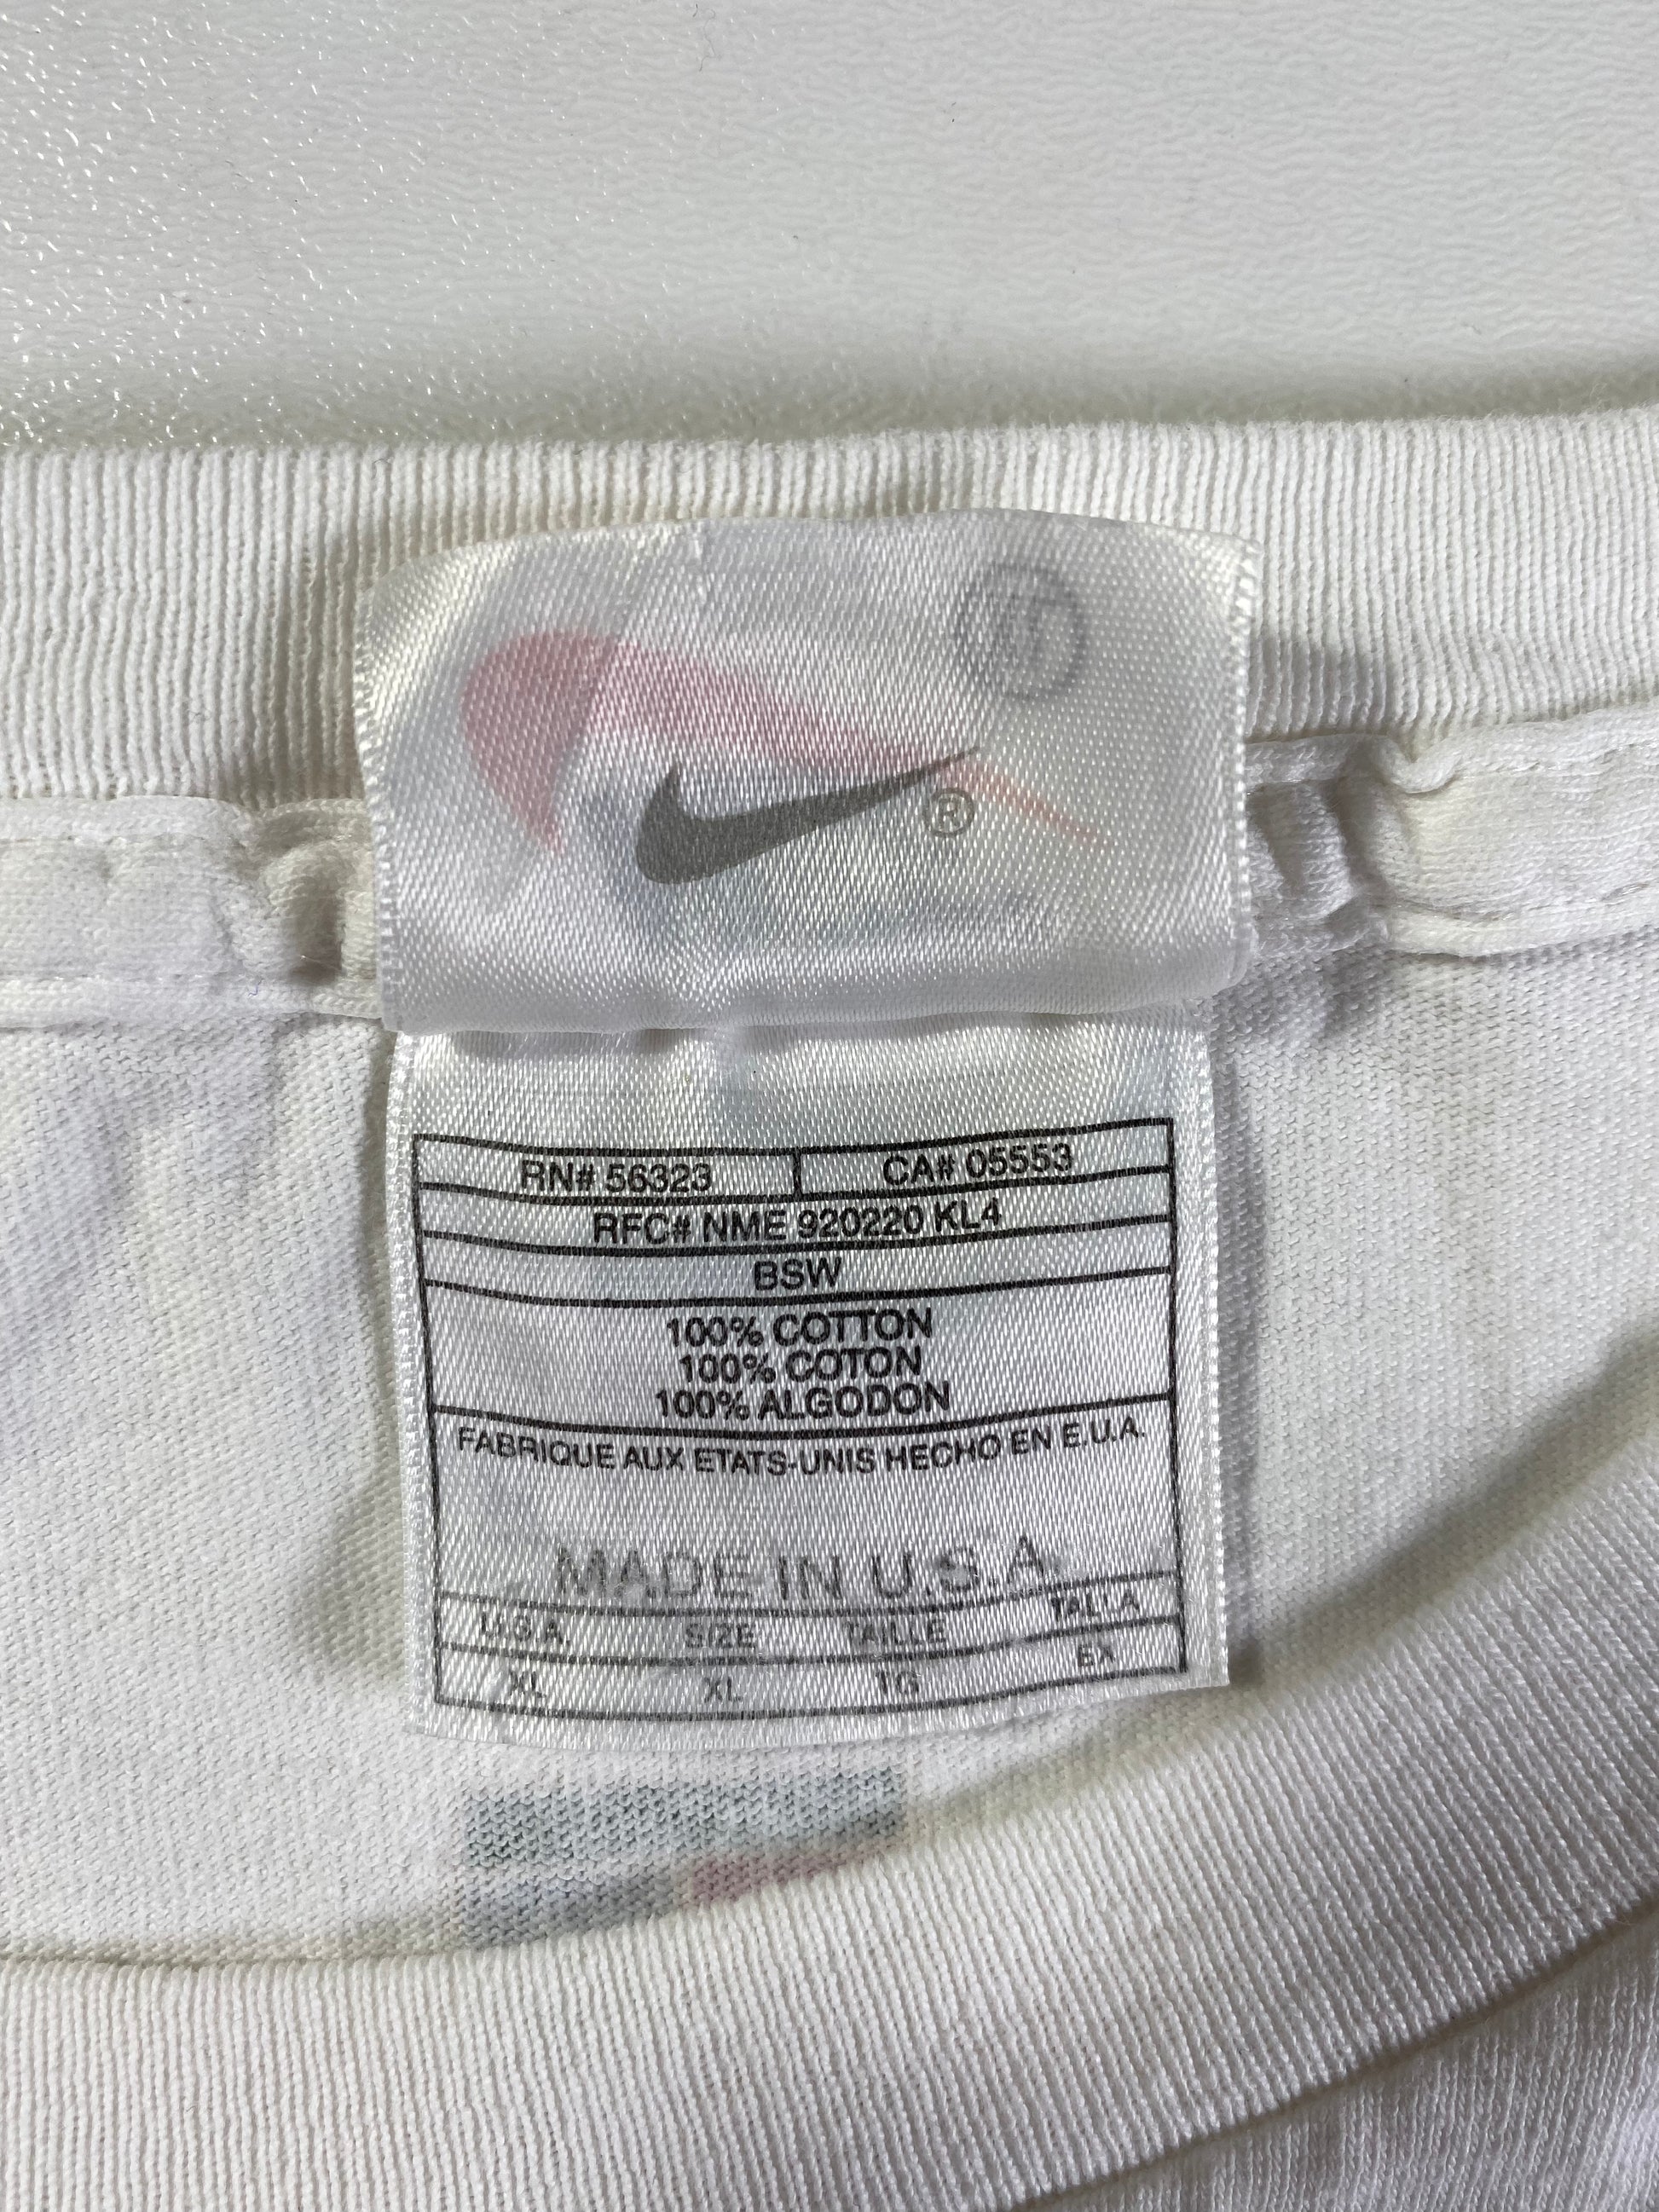 ®
RN# 56323 CA# 05553
RFC# NME 920220 KL4
BSW
100% COTTON
100% COTON
100% ALGODON
FABRIQUE AUX ETATS-UNIS HECHO EN E.U.A.
MADE IN U.S.A.
U.S.A SIZE TAILLE TALLA
XL XL TG EX